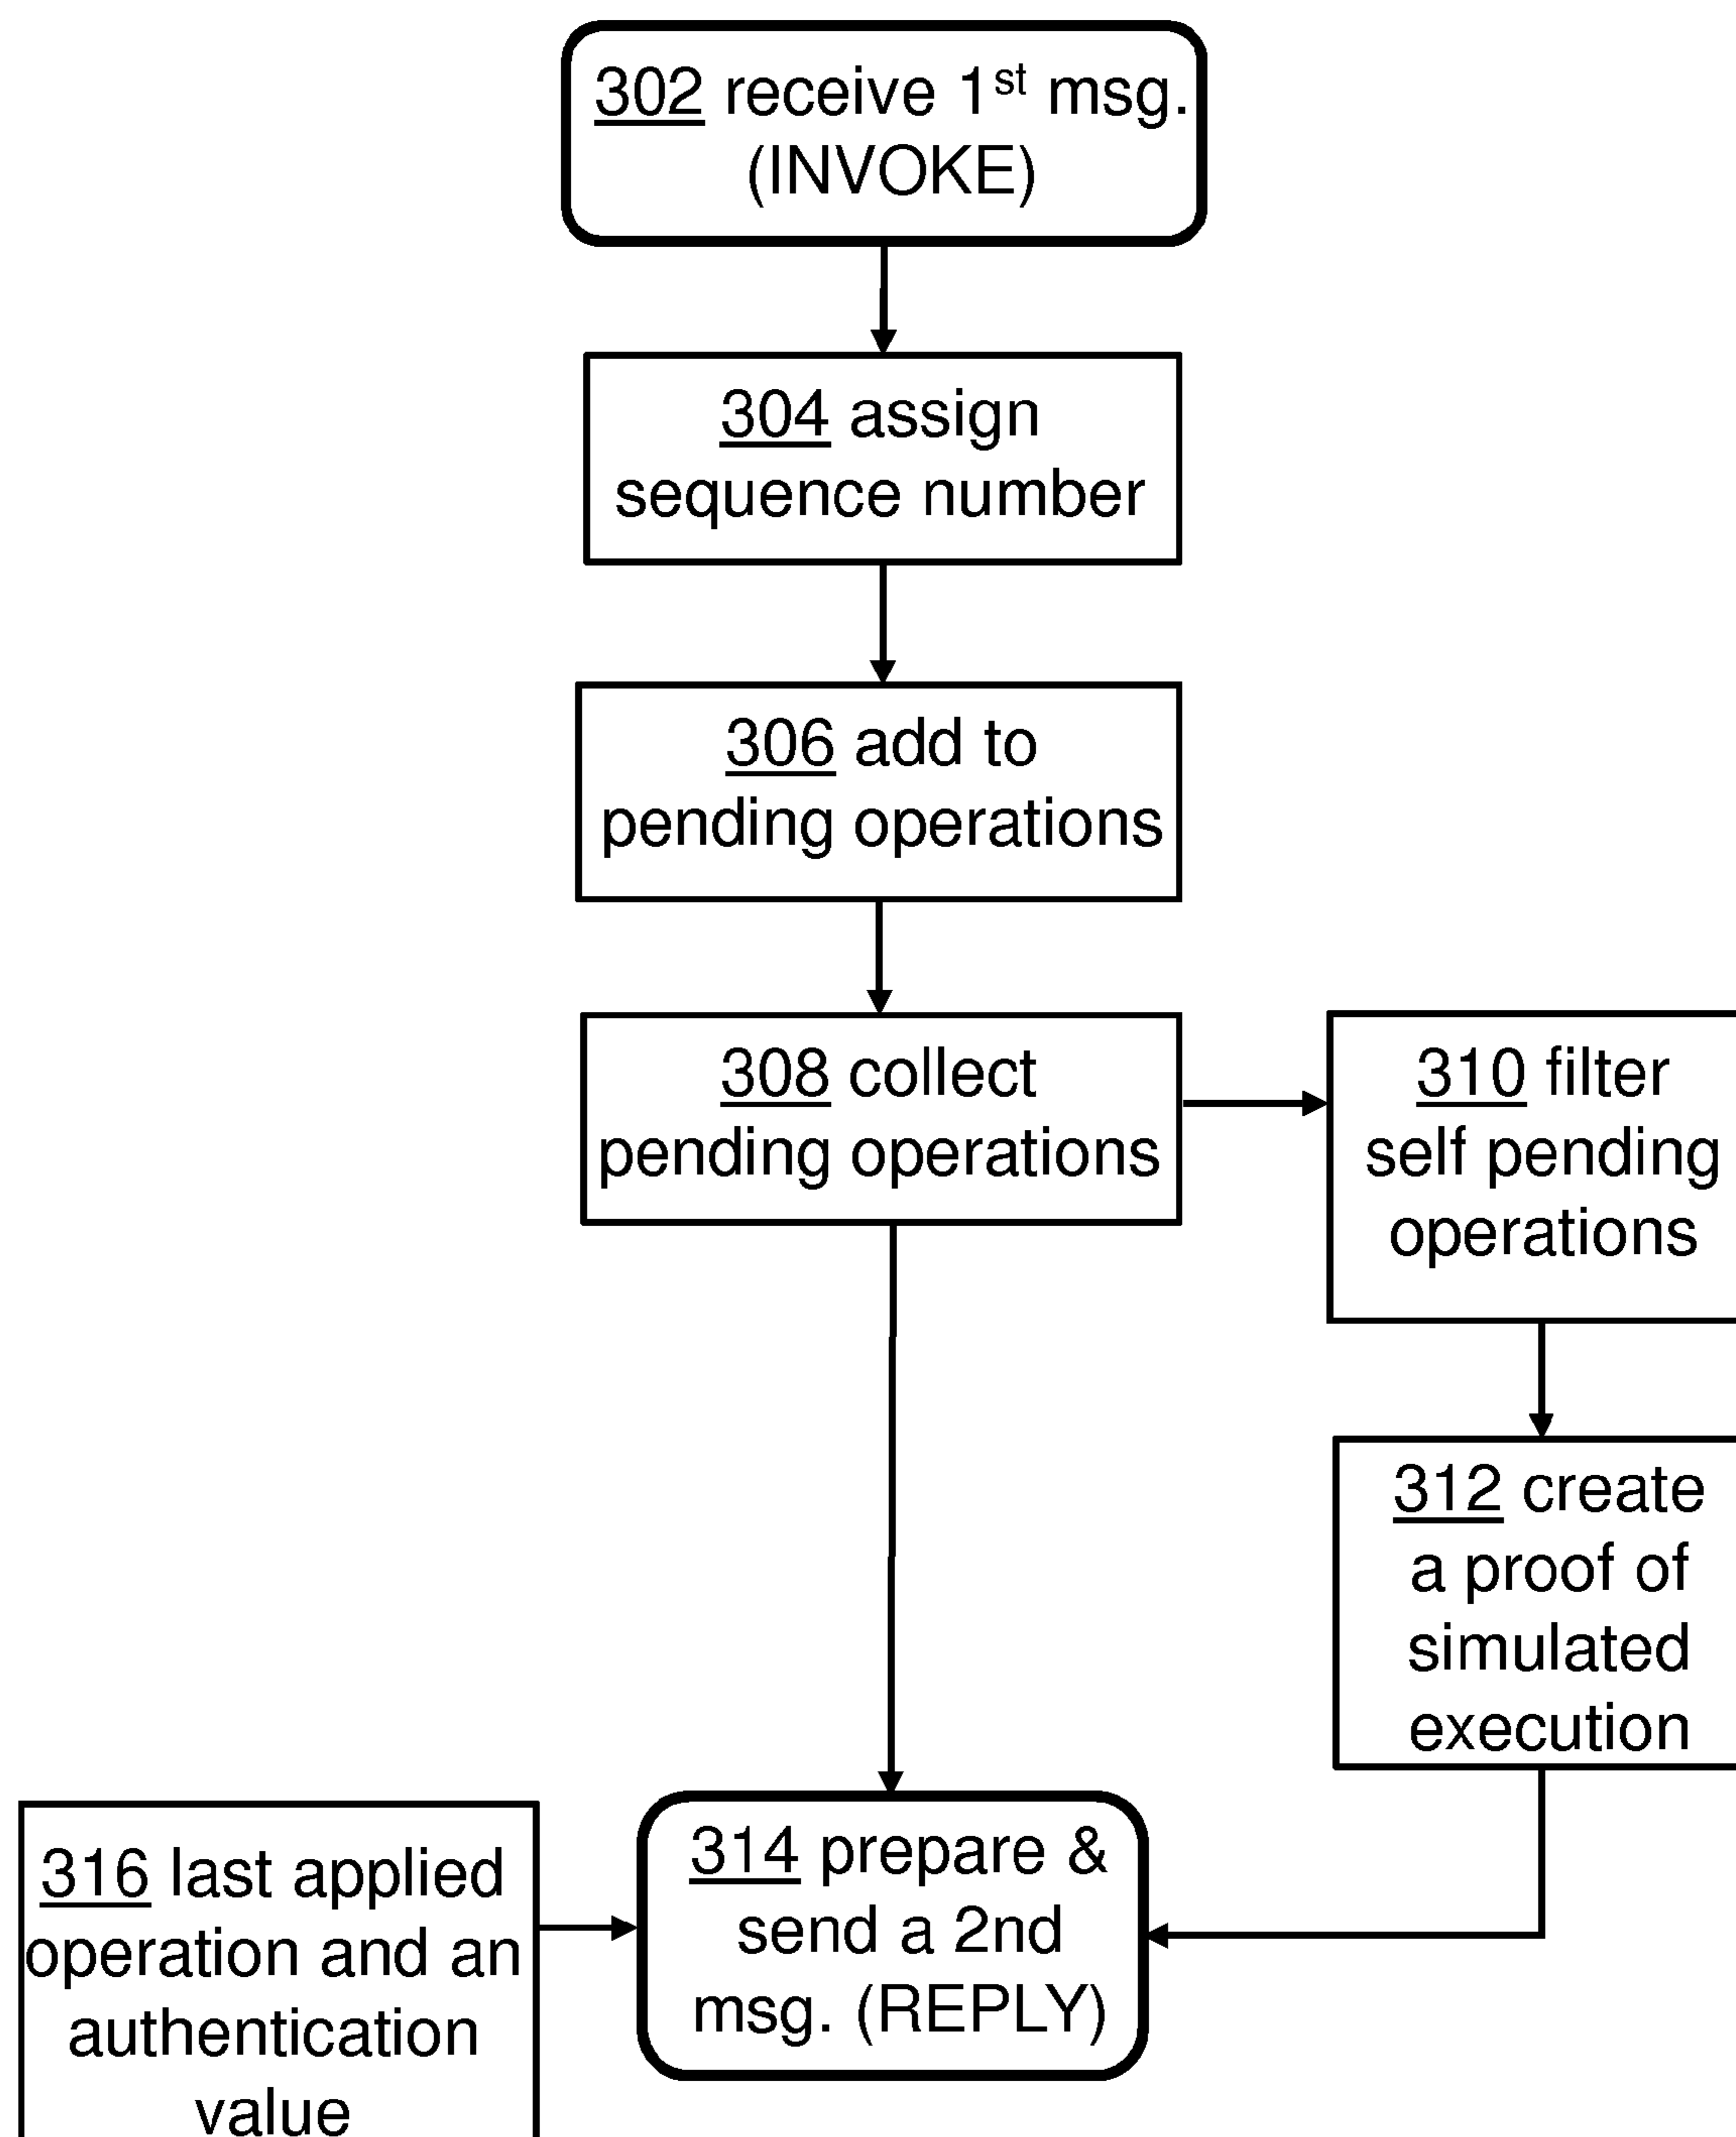 302 receive 1st msg.
(INVOKE)
304 assign
sequence number
306 add to
pending operations
308 collect
pending operations
310 filter
self pending
operations
312 create
a proof of
simulated
execution
314 prepare &
send a 2nd
msg. (REPLY)
316 last applied
operation and an
authentication
value